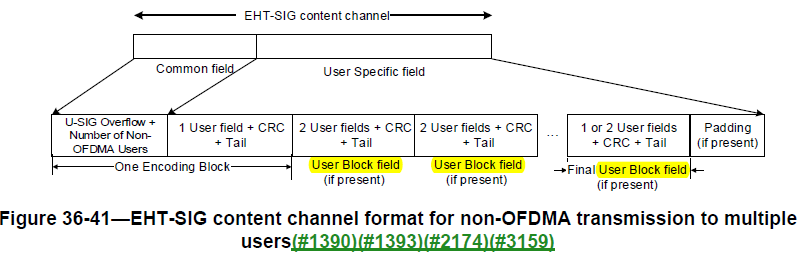 EHT-SIG content channel
Common field
User Specific field
U-SIG Overflow +
Number of Non-
OFDMA Users
1 User field + CRC
+ Tail
2 User fields + CRC
+ Tail
2 User fields + CRC
+ Tail
...
1 or 2 User fields
+ CRC + Tail
Padding
(if present)
One Encoding Block
User Block field
(if present)
User Block field
(if present)
Final User Block field
(if present)
Figure 36-41—EHT-SIG content channel format for non-OFDMA transmission to multiple
users(#1390)(#1393)(#2174)(#3159)